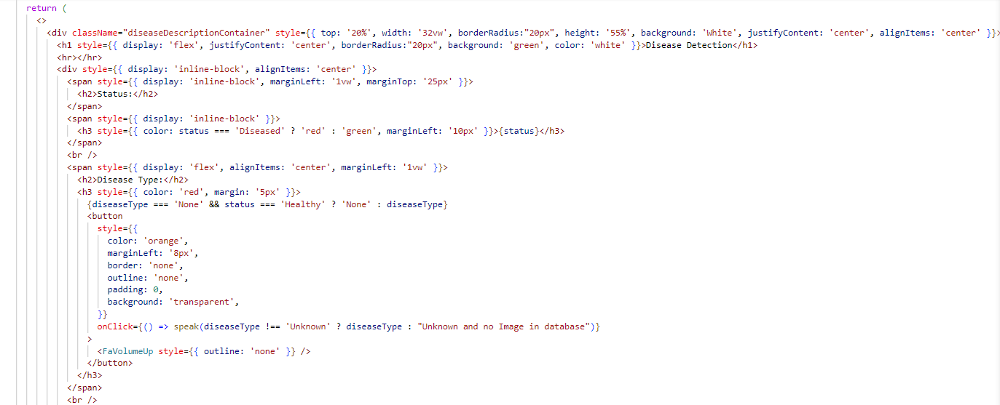 return (
<>
<div className="diseaseDescriptionContainer" style={{ top: '20%', width: '32vw', borderRadius:"20px", height: '55%', background: 'White', justifyContent: 'center', alignItems: 'center' }}>
<h1 style={{ display: 'flex', justifyContent: 'center', borderRadius:"20px", background: 'green', color: 'white' }}>Disease Detection</h1>
<hr></hr>
<div style={{ display: 'inline-block', alignItems: 'center' }}>
<span style={{ display: 'inline-block', marginLeft: '1vw', marginTop: '25px' }}>
<h2>Status:</h2>
</span>
<span style={{ display: 'inline-block' }}>
<h3 style={{ color: status === 'Diseased' ? 'red' : 'green', marginLeft: '10px' }}>{status}</h3>
</span>
<br />
<span style={{ display: 'flex', alignItems: 'center', marginLeft: '1vw' }}>
<h2>Disease Type:</h2>
<h3 style={{ color: 'red', margin: '5px' }}>
{diseaseType === 'None' && status === 'Healthy' ? 'None' : diseaseType}
<button
style={{
color: 'orange',
marginLeft: '8px',
border: 'none',
outline: 'none',
padding: 0,
background: 'transparent',
}}
onClick={() => speak(diseaseType !== 'Unknown' ? diseaseType : "Unknown and no Image in database")}
>
<FaVolumeUp style={{ outline: 'none' }} />
</button>
</h3>
</span>
<br />